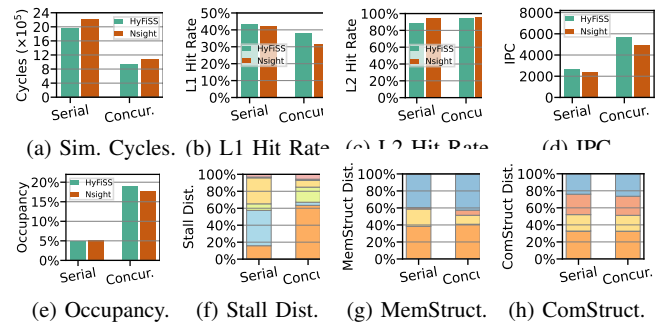 Cycles (×10⁵)
24
20
16
12
8
4
0
HyFiSS
Nsight
Serial Concur.
(a) Sim. Cycles.
L1 Hit Rate
50%
40%
30%
20%
10%
0%
HyFiSS
Nsight
Serial Concur.
(b) L1 Hit Rate
L2 Hit Rate
100%
80%
60%
40%
20%
0%
HyFiSS
Nsight
Serial Concur.
(c) L2 Hit Rate
IPC
8000
6000
4000
2000
0
HyFiSS
Nsight
Serial Concur.
(d) IPC
Occupancy
20%
15%
10%
5%
0%
HyFiSS
Nsight
Serial Concur.
(e) Occupancy.
Stall Dist.
100%
80%
60%
40%
20%
0%
Serial Concur
(f) Stall Dist.
MemStruct Dist.
100%
80%
60%
40%
20%
0%
Serial Concur.
(g) MemStruct.
ComStruct Dist.
100%
80%
60%
40%
20%
0%
Serial Concur.
(h) ComStruct.